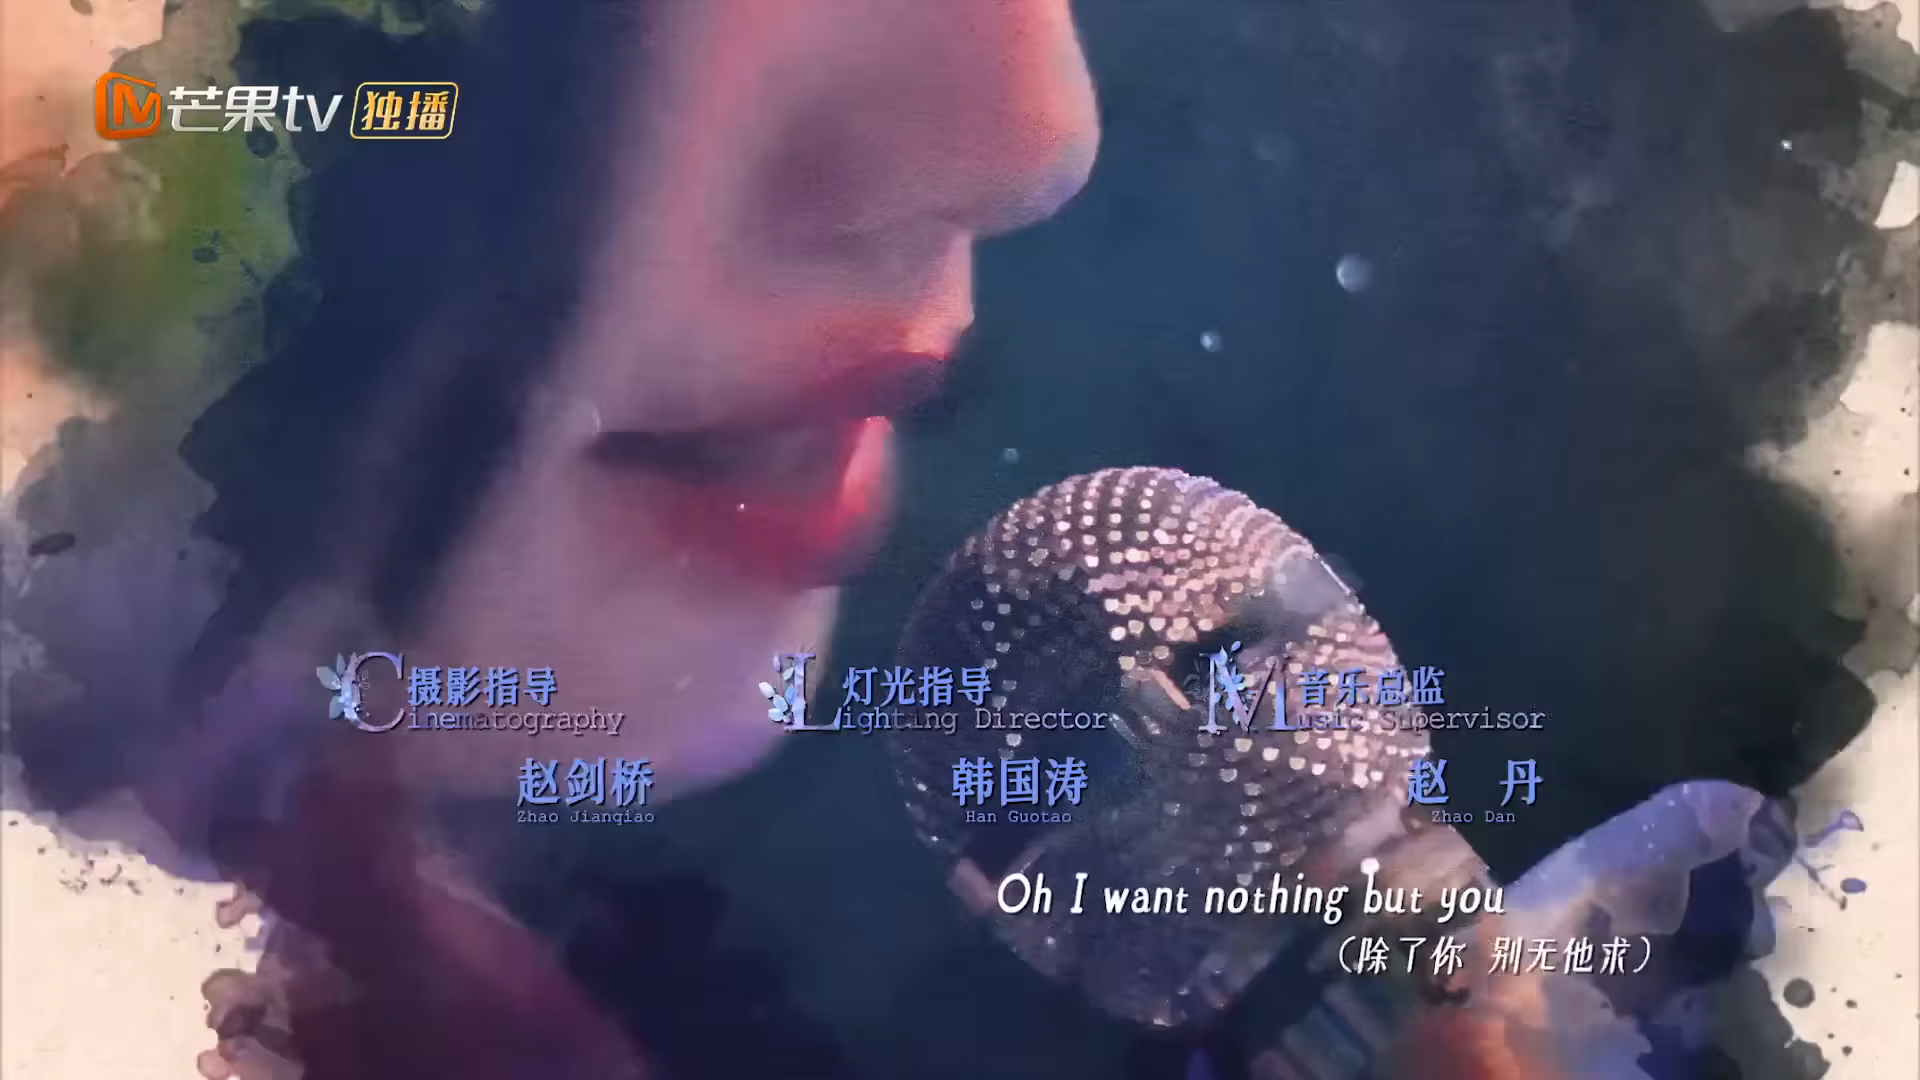 芒果tv 独播
摄影指导 灯光指导 音乐总监
Cinematography Lighting Director Music Supervisor
赵剑桥 韩国涛 赵 丹
Zhao Jianqiao Han Guotao Zhao Dan
Oh I want nothing but you
（除了你 别无他求）